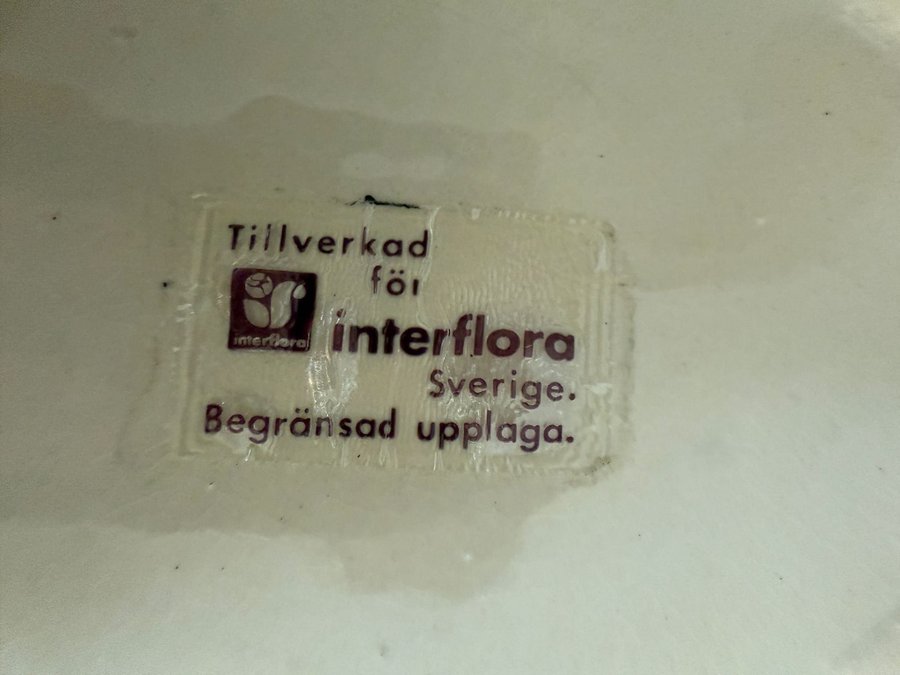 Tillverkad
för
interflora
interflora
Sverige.
Begränsad upplaga.